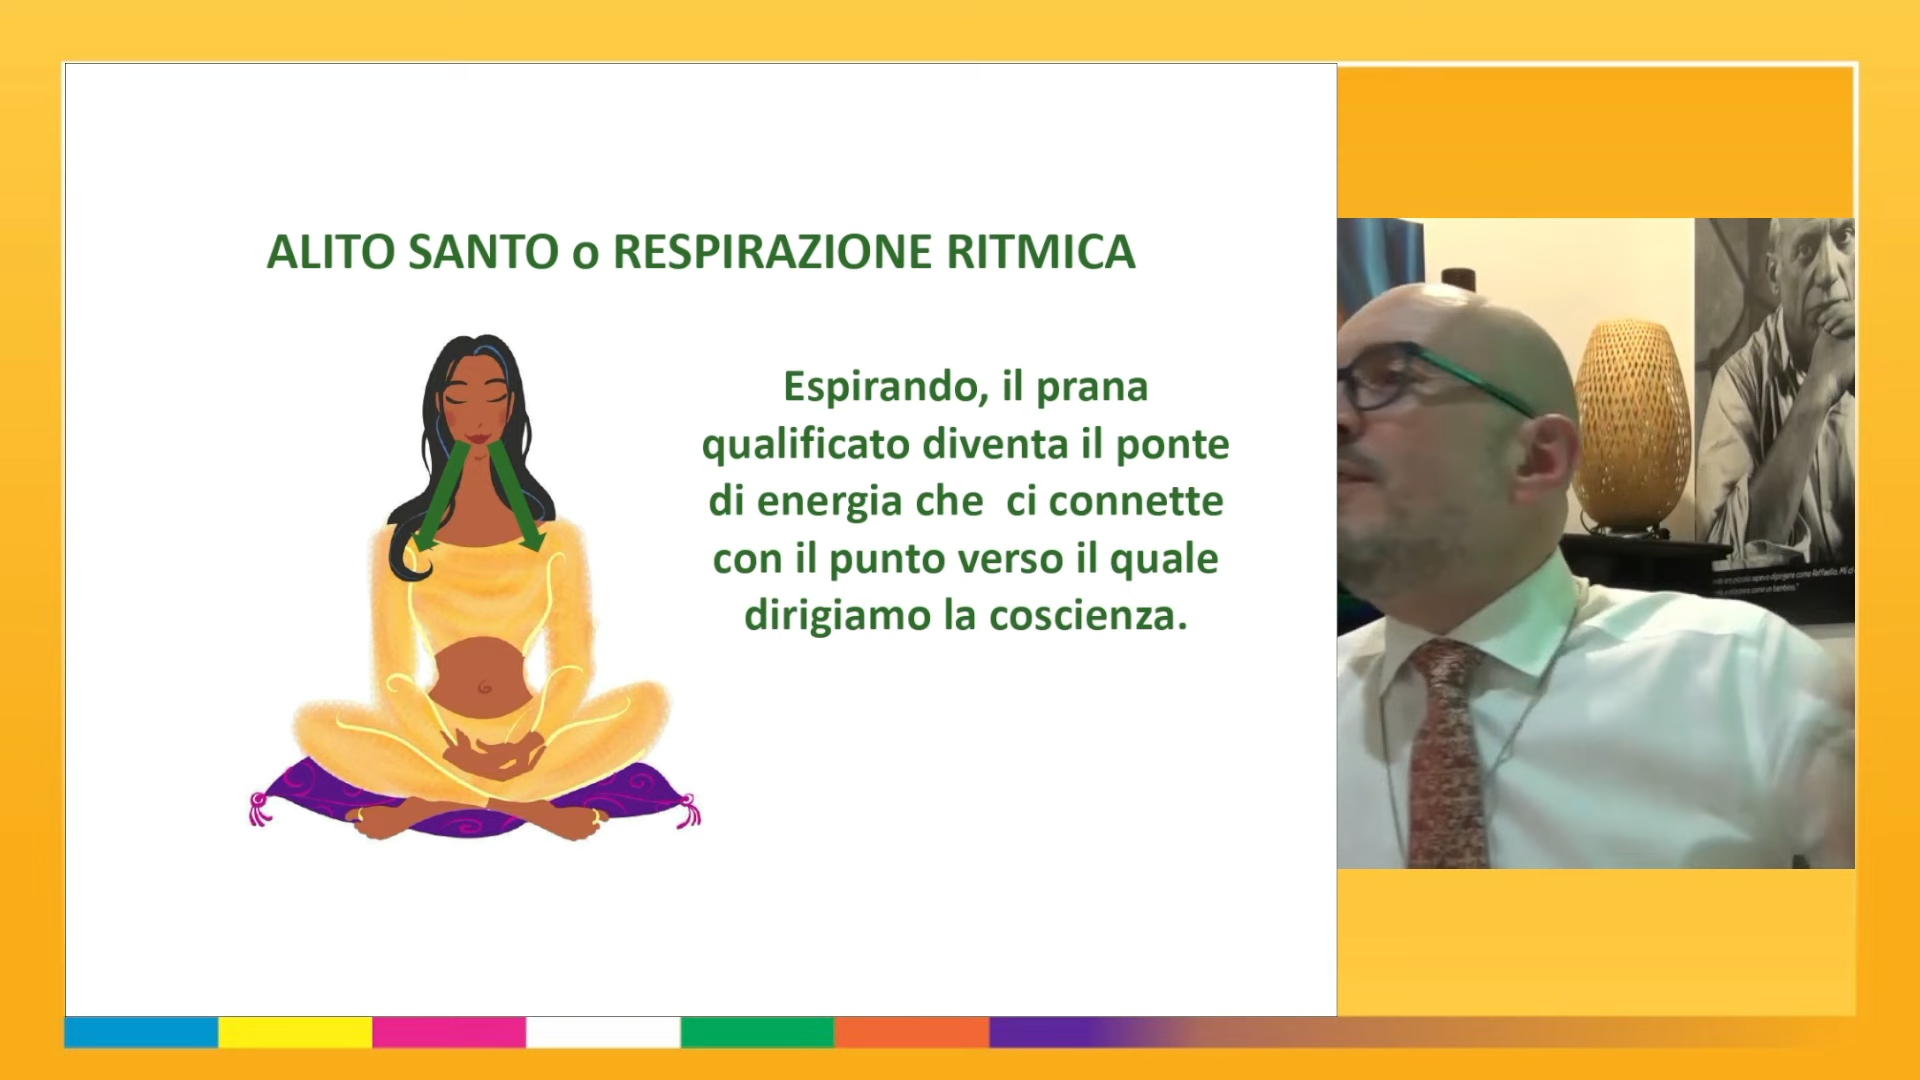 ALITO SANTO o RESPIRAZIONE RITMICA
Espirando, il prana
qualificato diventa il ponte
di energia che  ci connette
con il punto verso il quale
dirigiamo la coscienza.